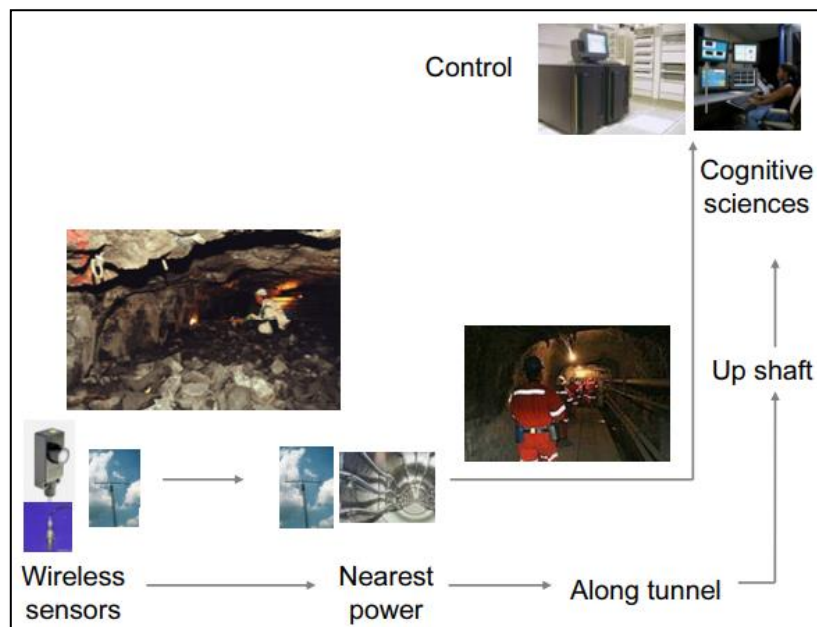 Control
Cognitive
sciences
Up shaft
Wireless
sensors
Nearest
power
Along tunnel